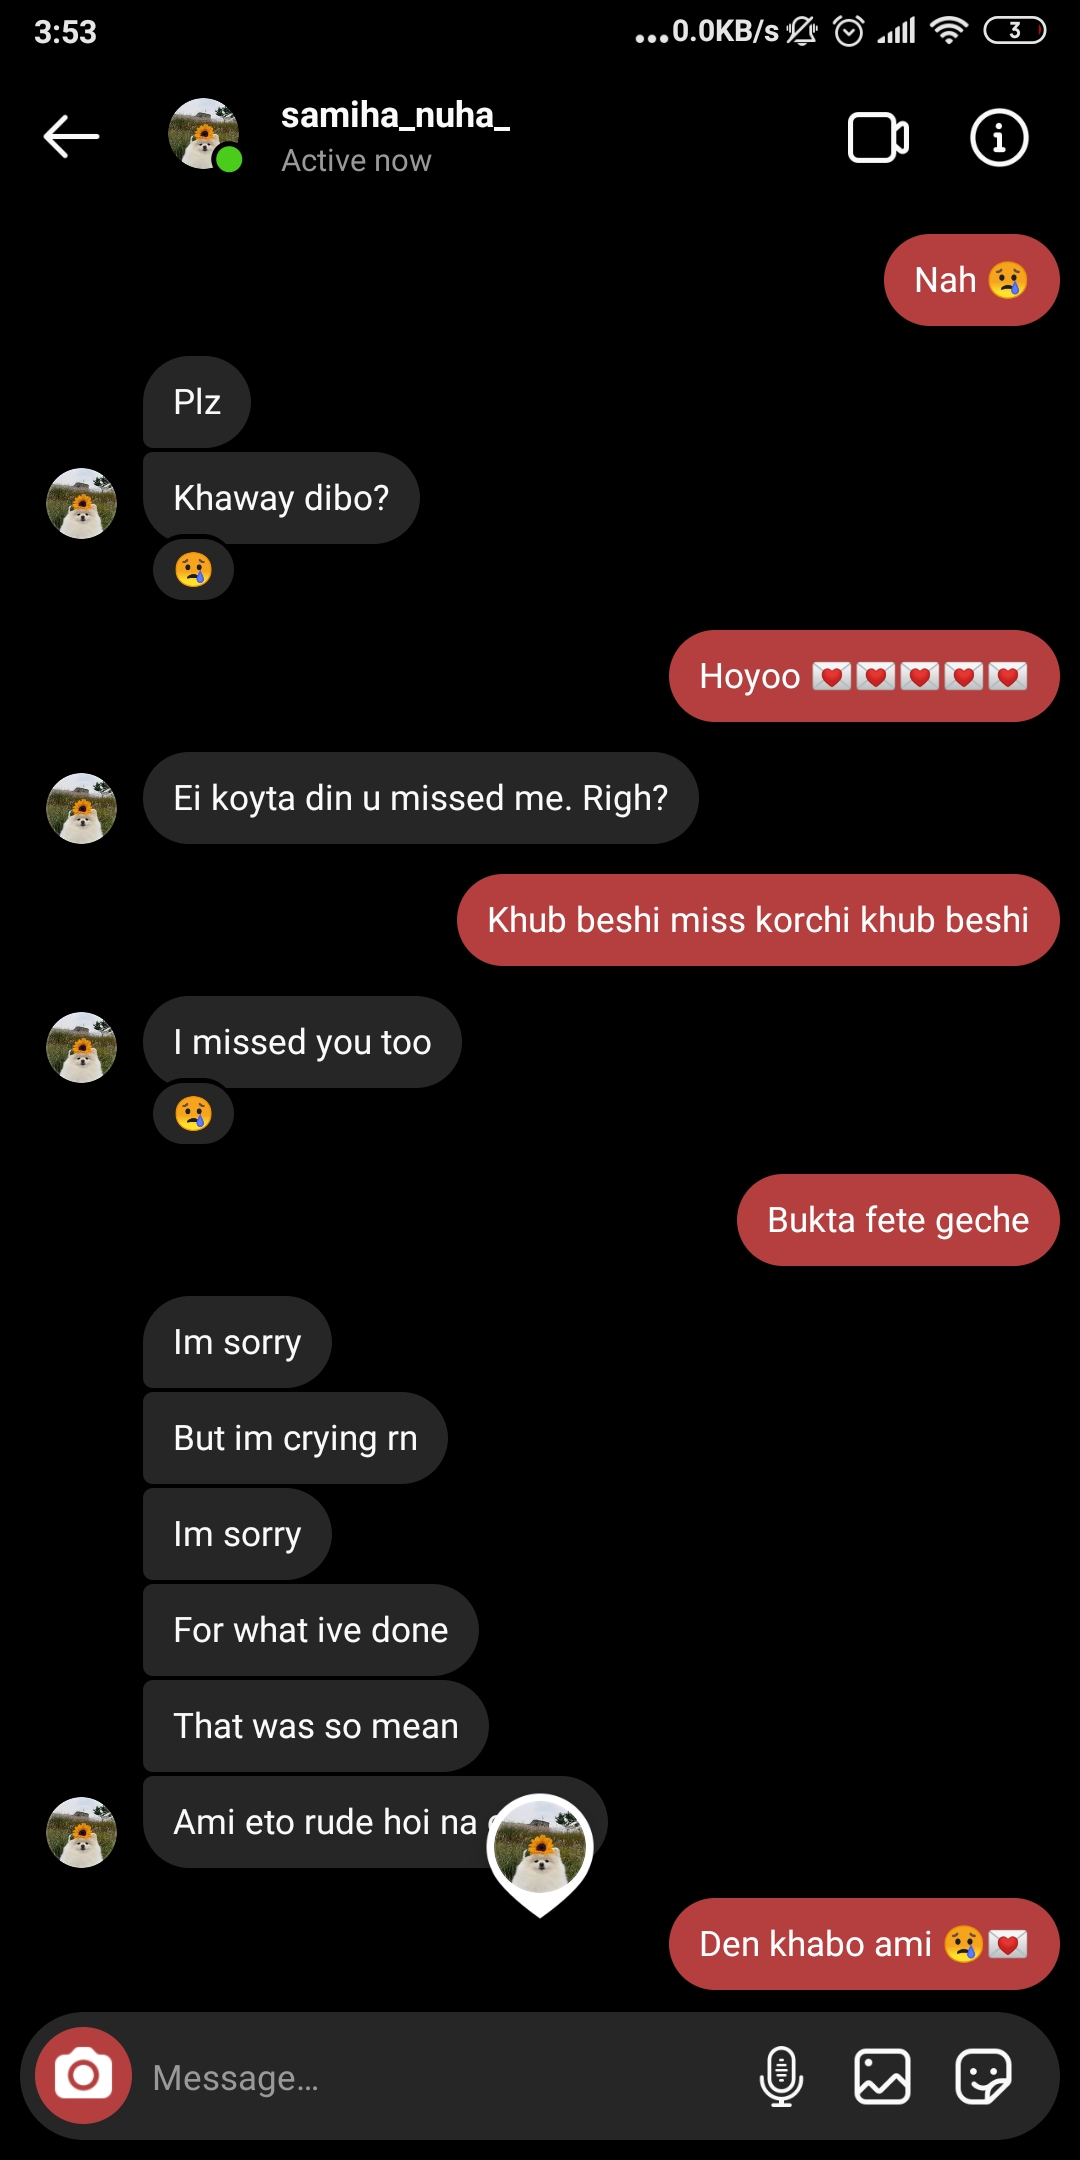 3:53
...0.0KB/s
3
samiha_nuha_
Active now
Nah 😢
Plz
Khaway dibo?
😢
Hoyoo 💌💌💌💌💌
Ei koyta din u missed me. Righ?
Khub beshi miss korchi khub beshi
I missed you too
😢
Bukta fete geche
Im sorry
But im crying rn
Im sorry
For what ive done
That was so mean
Ami eto rude hoi na
Den khabo ami 😢💌
Message...